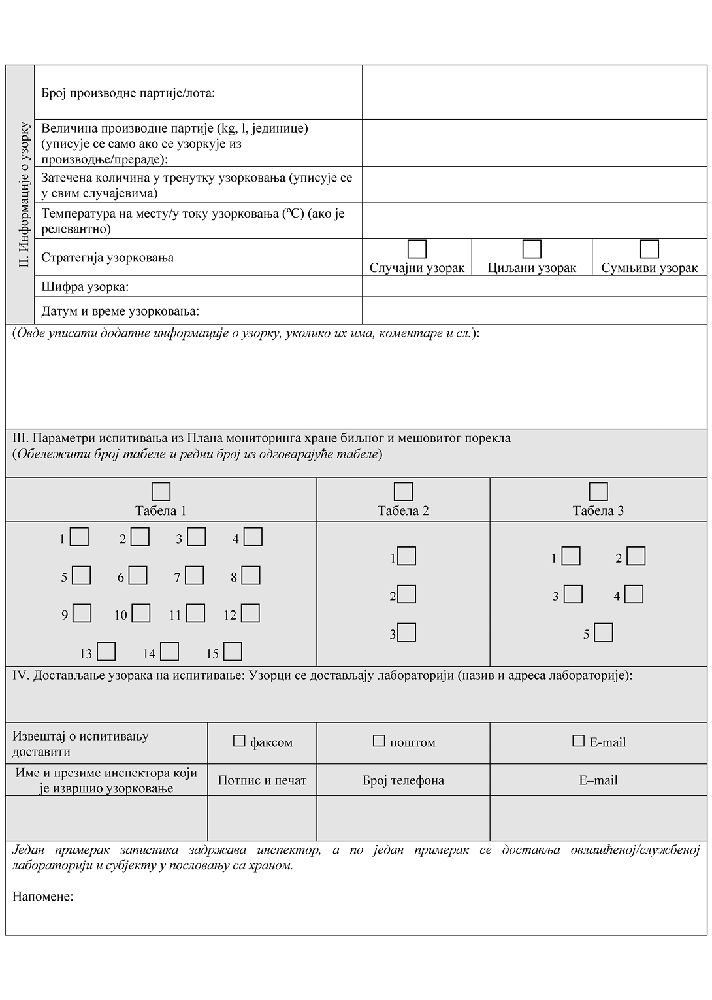 II. Информације о узорку
Број производне партије/лота:
Величина производне партије (kg, l, јединице)
(уписује се само ако се узоркује из
производње/прераде):
Затечена количина у тренутку узорковања (уписује се
у свим случајсвима)
Температура на месту/у току узорковања (ºС) (ако је
релевантно)
Стратегија узорковања
Случајни узорак
Циљани узорак
Сумњиви узорак
Шифра узорка:
Датум и време узорковања:
(Овде уписати додатне информације о узорку, уколико их има, коментаре и сл.):
III. Параметри испитивања из Плана мониторинга хране биљног и мешовитог порекла
(Обележити број табеле и редни број из одговарајуће табеле)
Табела 1
Табела 2
Табела 3
1 2 3 4
5 6 7 8
9 10 11 12
13 14 15
1
2
3
1 2
3 4
5
IV. Достављање узорака на испитивање: Узорци се достављају лабораторији (назив и адреса лабораторије):
Извештај о испитивању
доставити
факсом
поштом
E-mail
Име и презиме инспектора који
је извршио узорковање
Потпис и печат
Број телефона
E–mail
Један примерак записника задржава инспектор, а по један примерак се доставља овлашћеној/службеној
лабораторији и субјекту у пословању са храном.
Напомене: